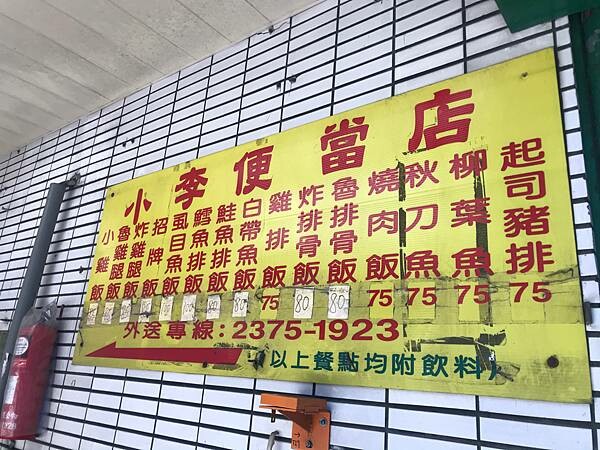 小李便當店
起司豬排 75
柳葉魚 75
秋刀魚 75
燒肉飯 75
魯排骨飯 80
炸排骨飯 80
雞排飯 75
白帶魚飯 80
鮭魚排飯
鱈魚排飯
虱目魚飯
招牌飯
炸雞腿飯
魯雞腿飯
小雞飯
外送專線:2375-1923
(以上餐點均附飲料)